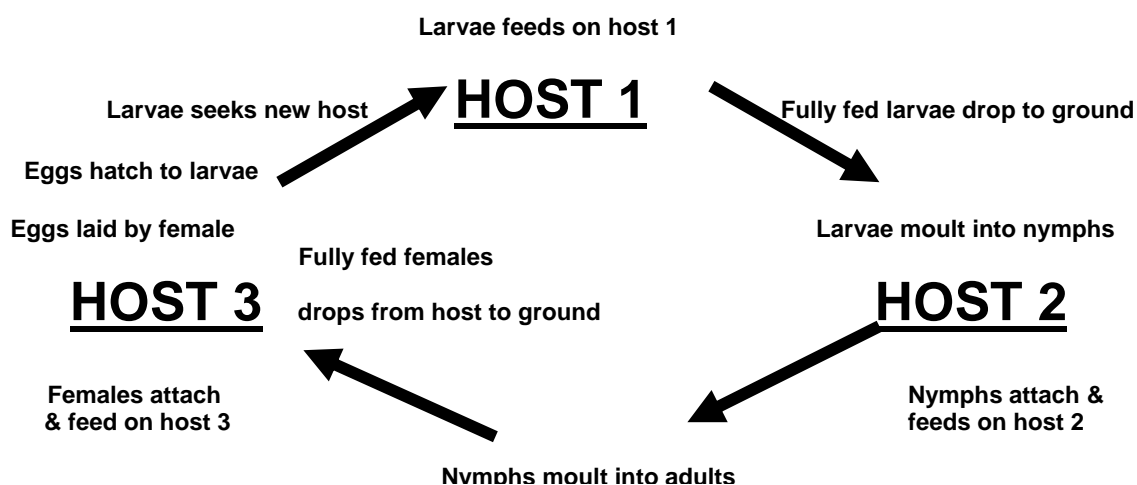 Larvae feeds on host 1
HOST 1
Larvae seeks new host
Fully fed larvae drop to ground
Eggs hatch to larvae
Eggs laid by female
Larvae moult into nymphs
Fully fed females
HOST 3
drops from host to ground
HOST 2
Females attach
& feed on host 3
Nymphs attach &
feeds on host 2
Nymphs moult into adults